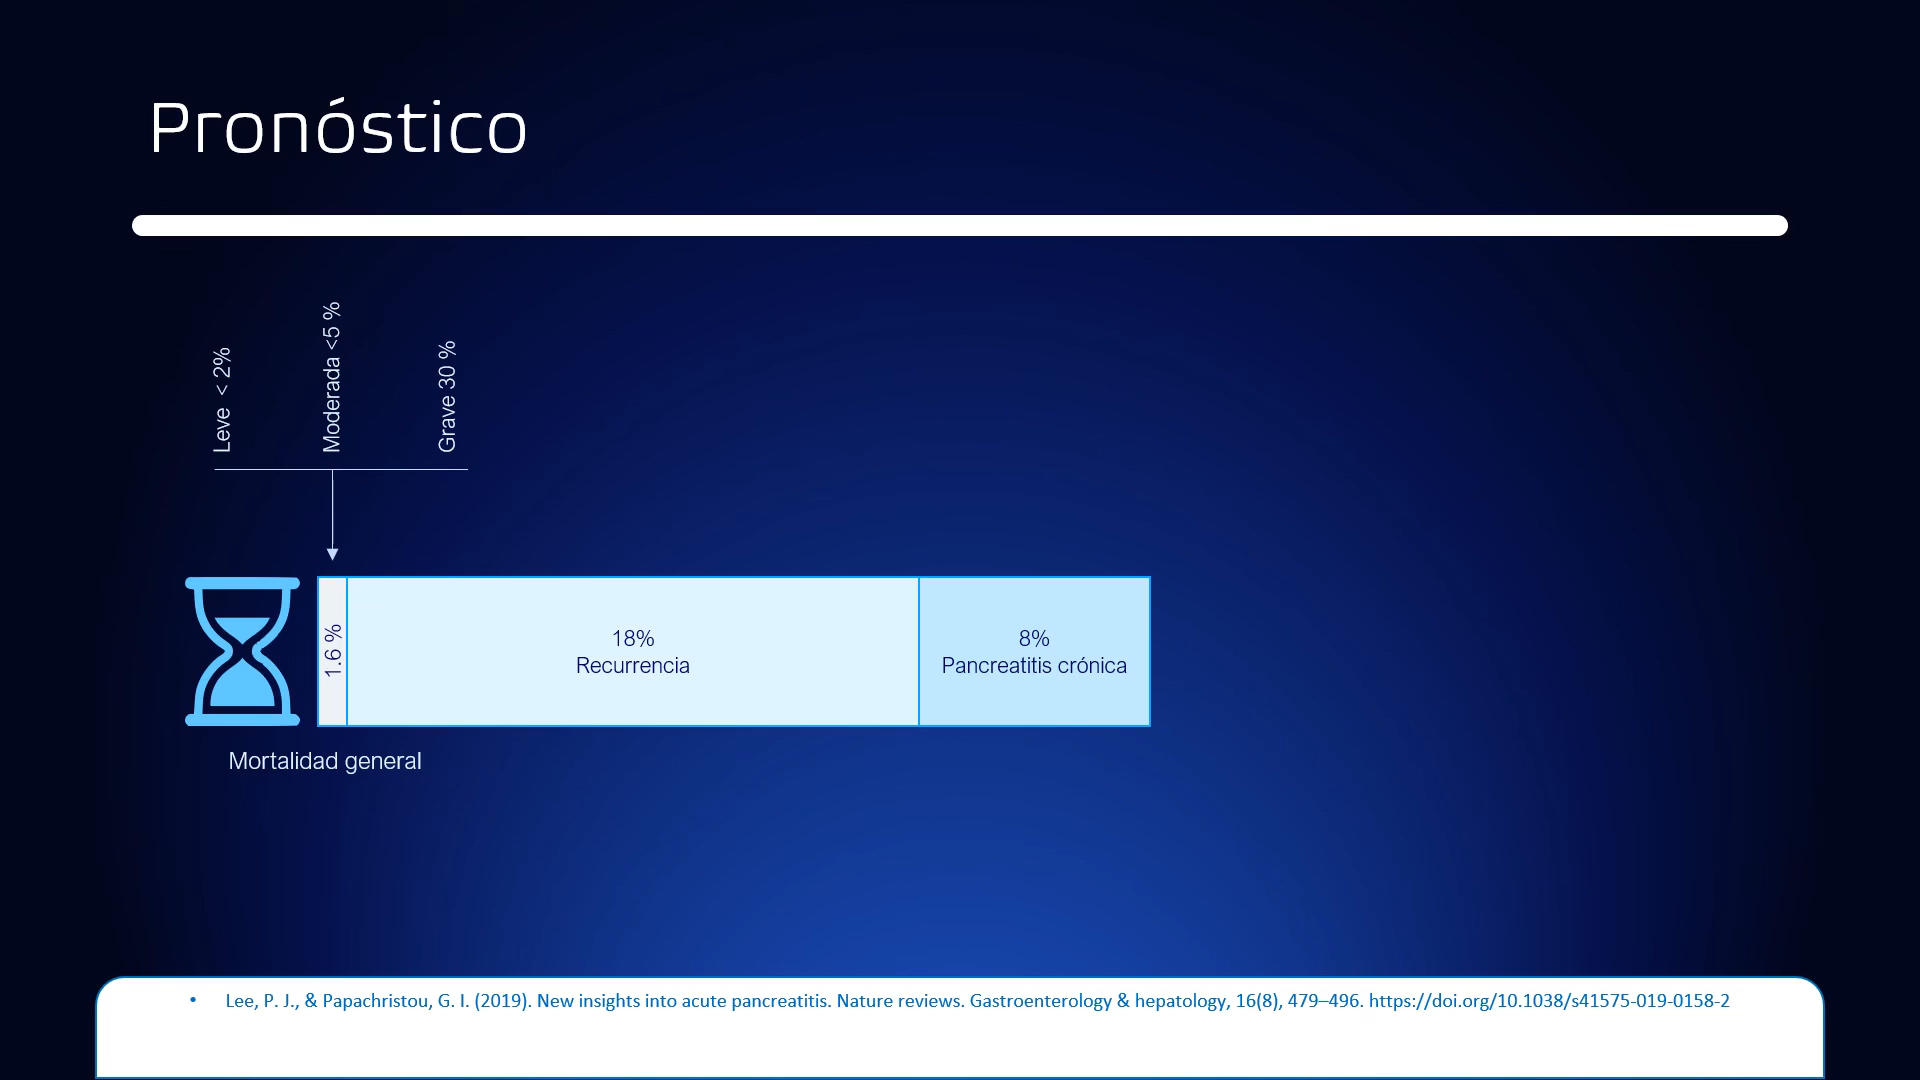 Pronóstico
Leve < 2%
Moderada <5 %
Grave 30 %
1.6 %
18%
Recurrencia
8%
Pancreatitis crónica
Mortalidad general
• Lee, P. J., & Papachristou, G. I. (2019). New insights into acute pancreatitis. Nature reviews. Gastroenterology & hepatology, 16(8), 479–496. https://doi.org/10.1038/s41575-019-0158-2